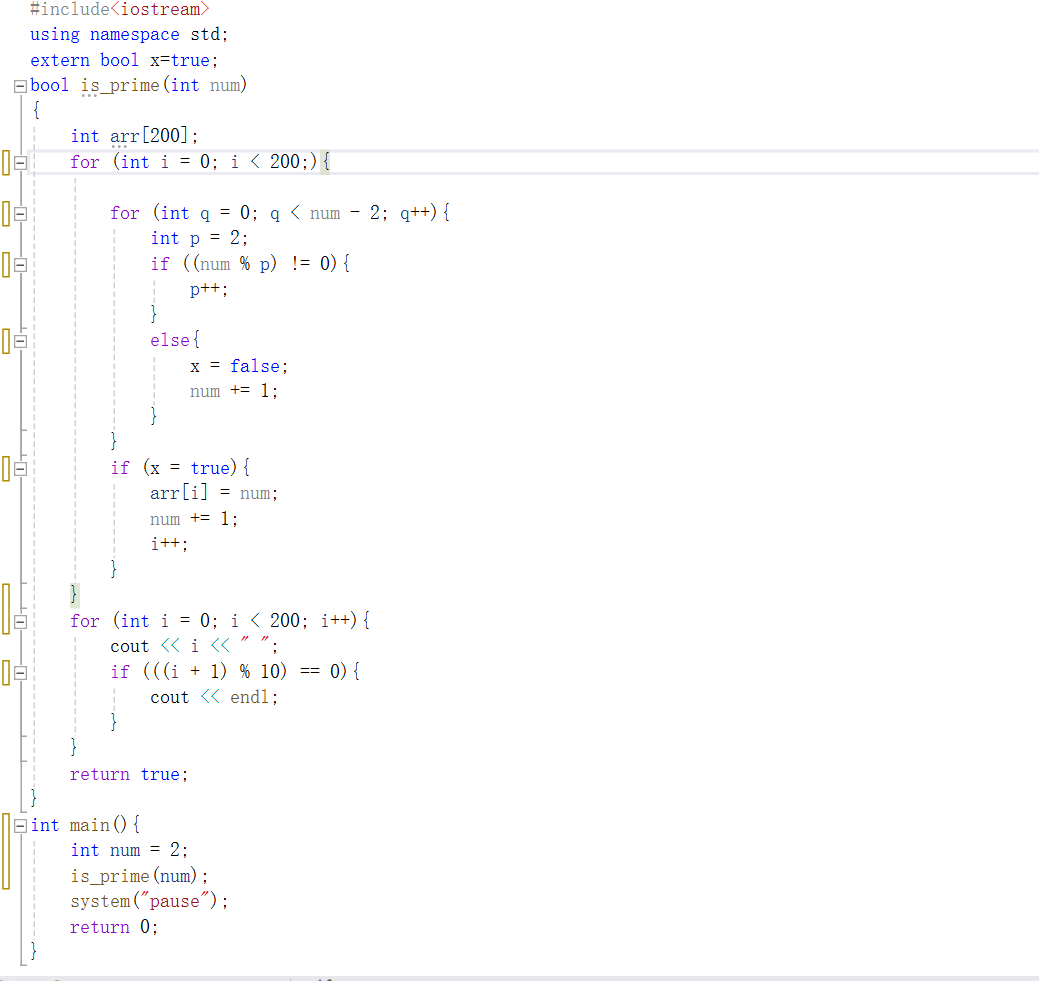 #include<iostream>
using namespace std;
extern bool x=true;
bool is_prime(int num)
{
    int arr[200];
    for (int i = 0; i < 200;){
        for (int q = 0; q < num - 2; q++){
            int p = 2;
            if ((num % p) != 0){
                p++;
            }
            else{
                x = false;
                num += 1;
            }
        }
        if (x = true){
            arr[i] = num;
            num += 1;
            i++;
        }
    }
    for (int i = 0; i < 200; i++){
        cout << i << " ";
        if (((i + 1) % 10) == 0){
            cout << endl;
        }
    }
    return true;
}
int main(){
    int num = 2;
    is_prime(num);
    system("pause");
    return 0;
}